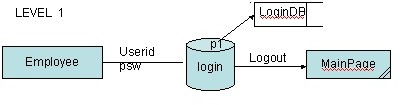 LEVEL 1
LoginDB
Employee
Userid
psw
p1
login
Logout
MainPage